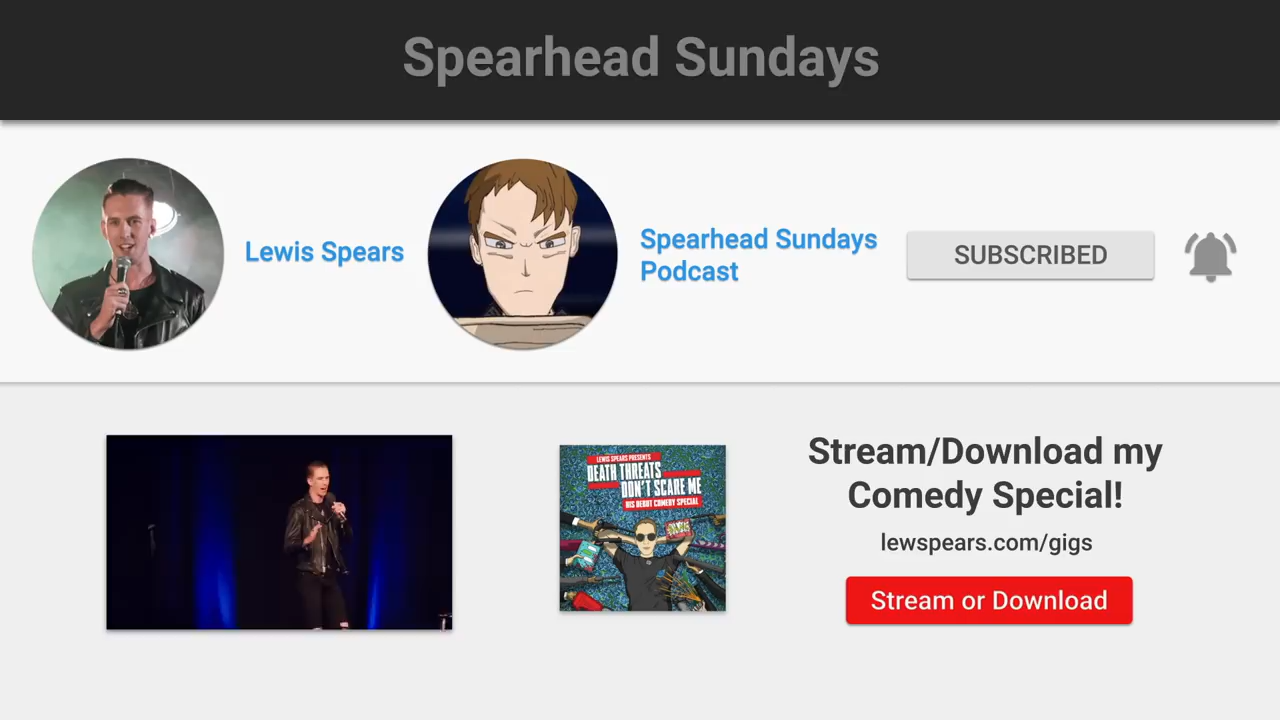 Spearhead Sundays
Lewis Spears
Spearhead Sundays
Podcast
SUBSCRIBED
LEWIS SPEARS PRESENTS
DEATH THREATS
DON'T SCARE ME
HIS DEBUT COMEDY SPECIAL
Stream/Download my
Comedy Special!
lewspears.com/gigs
Stream or Download